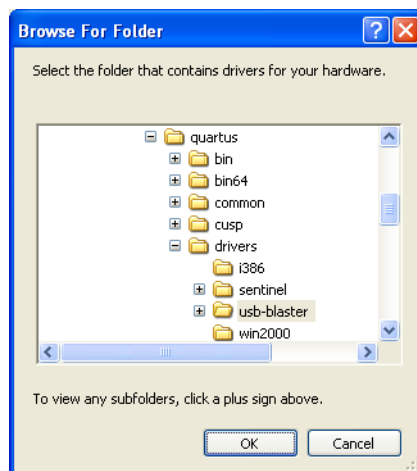 Browse For Folder
Select the folder that contains drivers for your hardware.
quartus
bin
bin64
common
cusp
drivers
i386
sentinel
usb-blaster
win2000
To view any subfolders, click a plus sign above.
OK Cancel